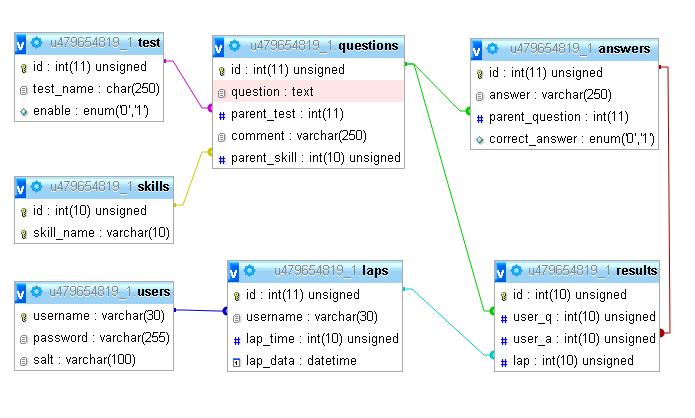 u479654819_1 test
id : int(11) unsigned
test_name : char(250)
enable : enum('0','1')
u479654819_1 questions
id : int(11) unsigned
question : text
parent_test : int(11)
comment : varchar(250)
parent_skill : int(10) unsigned
u479654819_1 answers
id : int(11) unsigned
answer : varchar(250)
parent_question : int(11)
correct_answer : enum('0','1')
u479654819_1 skills
id : int(10) unsigned
skill_name : varchar(10)
u479654819_1 users
username : varchar(30)
password : varchar(255)
salt : varchar(100)
u479654819_1 laps
id : int(11) unsigned
username : varchar(30)
lap_time : int(10) unsigned
lap_data : datetime
u479654819_1 results
id : int(10) unsigned
user_q : int(10) unsigned
user_a : int(10) unsigned
lap : int(10) unsigned